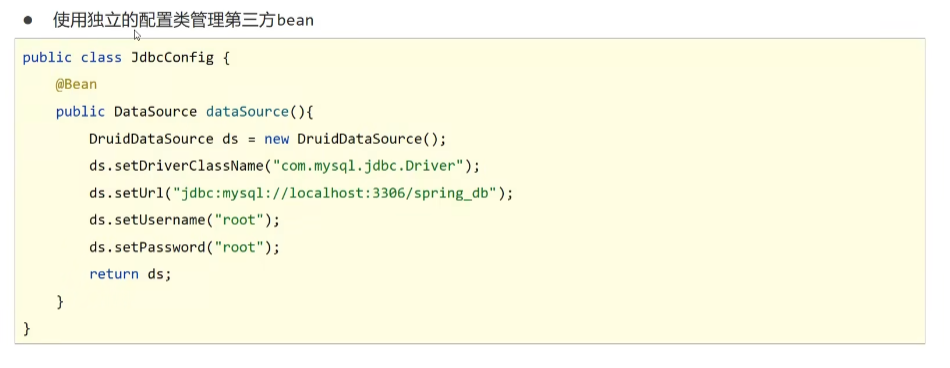 ● 使用独立的配置类管理第三方bean
public class JdbcConfig {
    @Bean
    public DataSource dataSource(){
        DruidDataSource ds = new DruidDataSource();
        ds.setDriverClassName("com.mysql.jdbc.Driver");
        ds.setUrl("jdbc:mysql://localhost:3306/spring_db");
        ds.setUsername("root");
        ds.setPassword("root");
        return ds;
    }
}